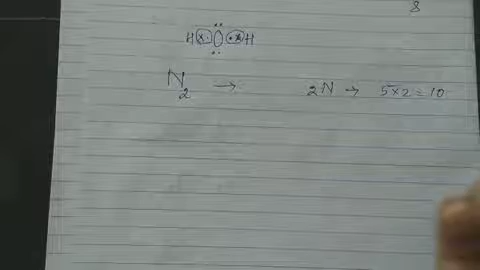 8
H ẋ. O .ẋ H
N₂ → 2N → 5×2 = 10